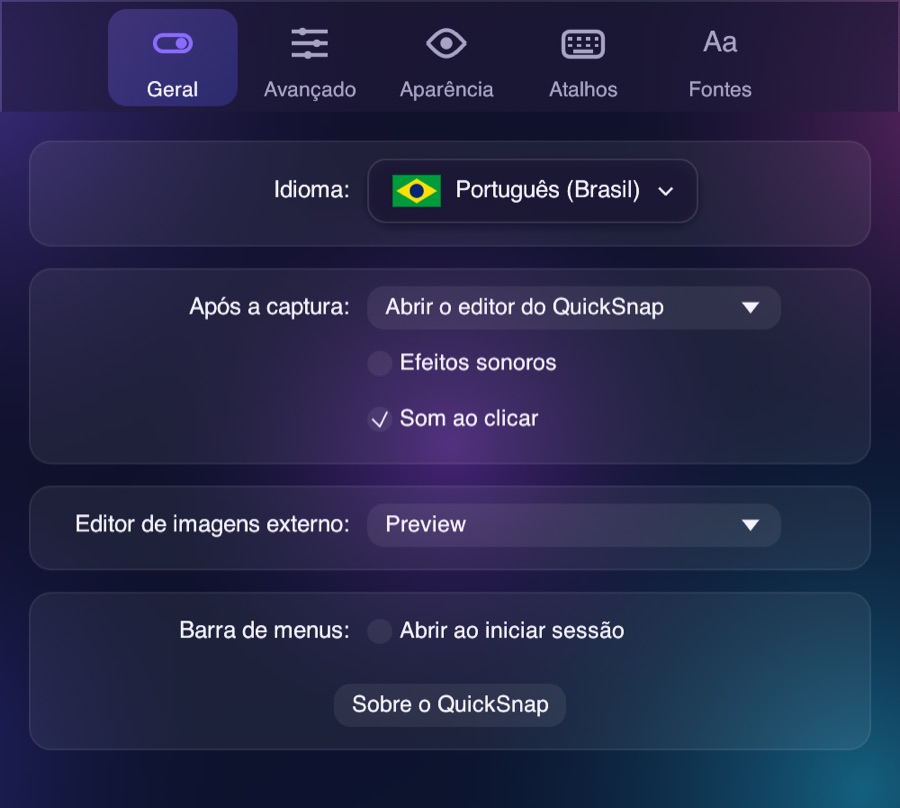 Aa
Geral
Avançado
Aparência
Atalhos
Fontes
Idioma: Português (Brasil)
Após a captura: Abrir o editor do QuickSnap
Efeitos sonoros
Som ao clicar
Editor de imagens externo: Preview
Barra de menus: Abrir ao iniciar sessão
Sobre o QuickSnap